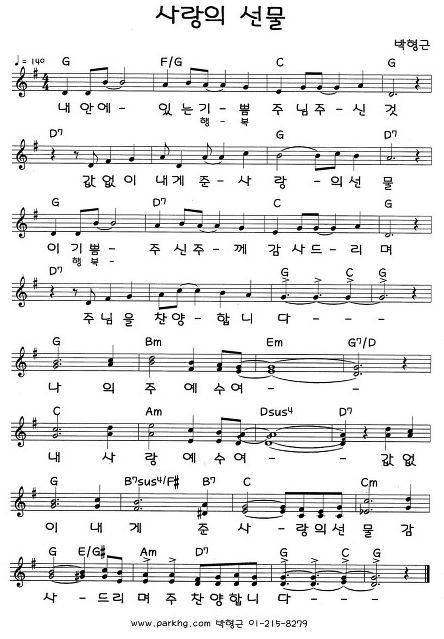 사랑의 선물
박형근
♩= 140
G F/G C G
내 안에 - 있는기 - 쁨 주님주 - 신 것
행 - 복
D7 G D7
값없이 내게 준 - 사 랑 - - 의선 물
G D7 C G
이 기쁨 - 주 신주 - 께 감 사드 - 리 며
행 복 -
D7 G C G
주님을 찬양 - 합 니 다 - - -
G Bm Em G7/D
나 의 주 예 수 여 - -
C Am Dsus4 D7
내 사 랑 예 수 여 - - 값 없
G B7sus4/F# B7 C Cm
이 내 게 준 사 - 랑의선 물 감
G E/G# Am D7 G C G
사 - 드리 며 주 찬양 합 니 다 - - -
www.parkhg.com 박형근 01-215-8279